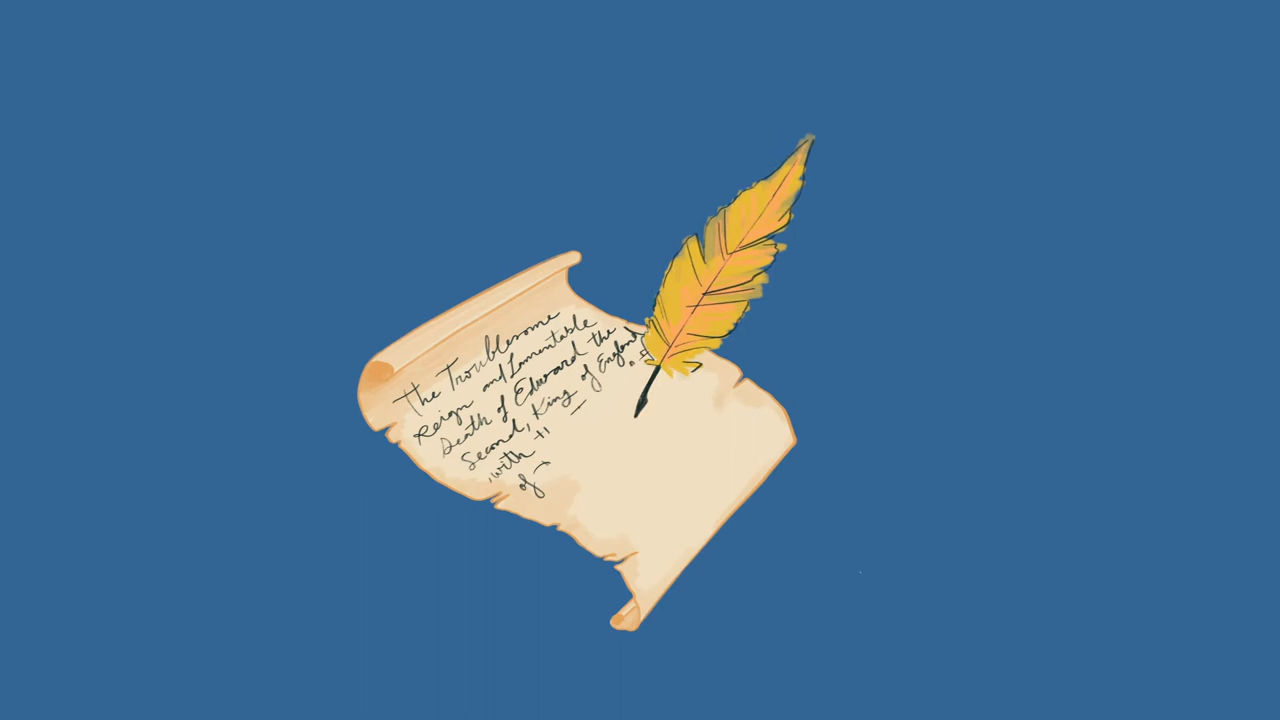 The Troublesome
Reign and Lamentable
Death of Edward the
Second, King of England
with
of